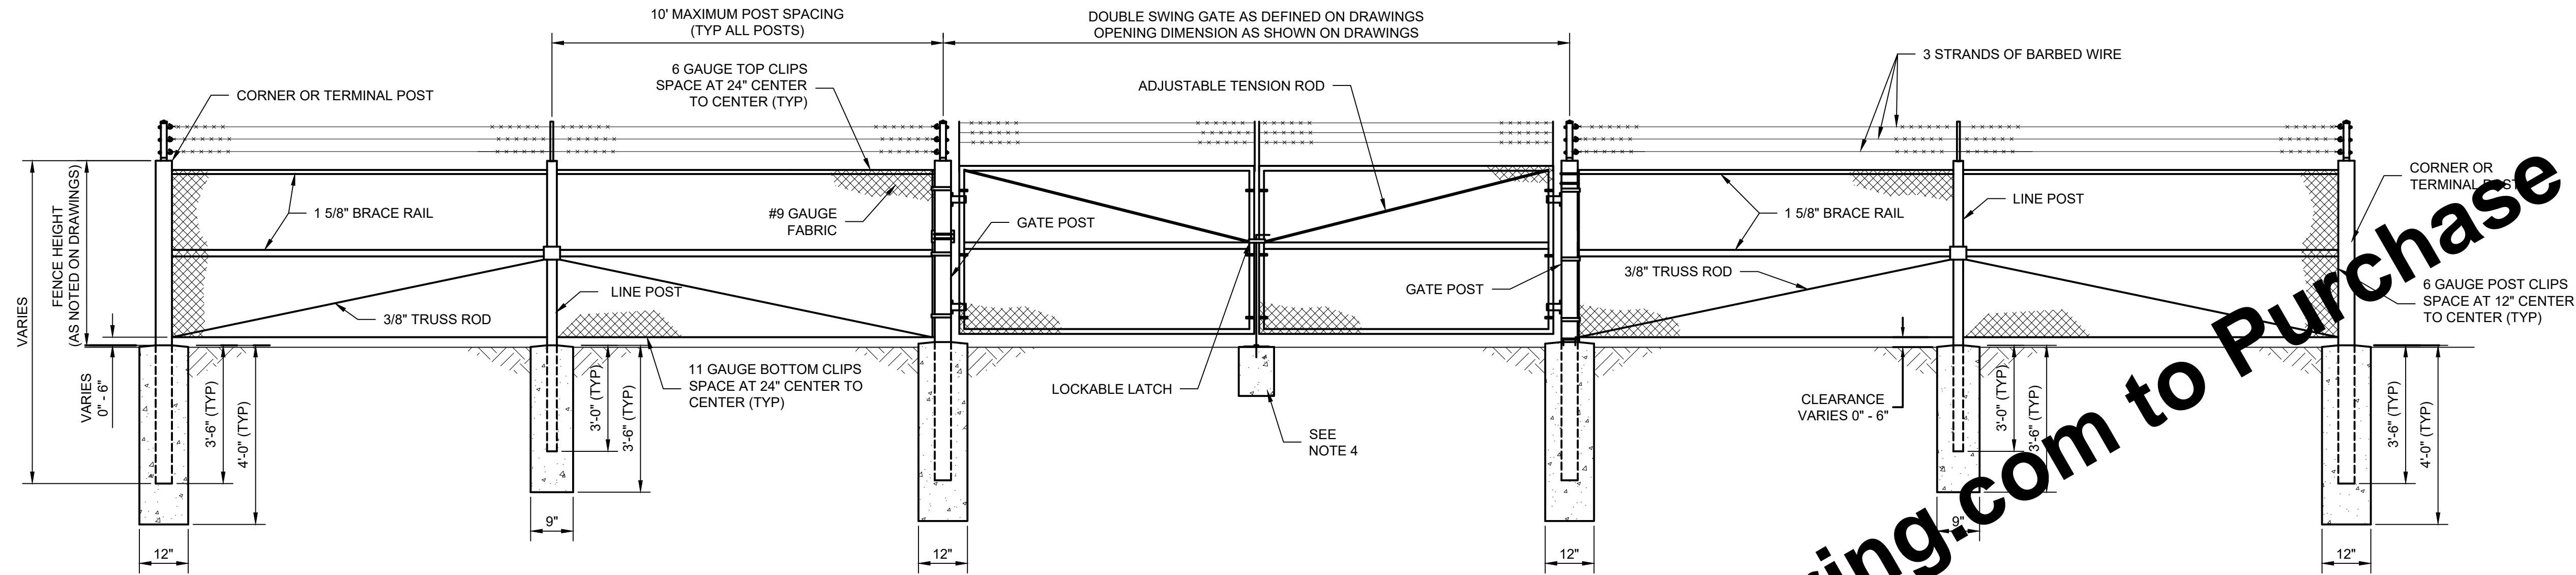 10' MAXIMUM POST SPACING
(TYP ALL POSTS)
DOUBLE SWING GATE AS DEFINED ON DRAWINGS
OPENING DIMENSION AS SHOWN ON DRAWINGS
3 STRANDS OF BARBED WIRE
6 GAUGE TOP CLIPS
SPACE AT 24" CENTER
TO CENTER (TYP)
ADJUSTABLE TENSION ROD
CORNER OR TERMINAL POST
CORNER OR
TERMINAL POST
1 5/8" BRACE RAIL
#9 GAUGE
FABRIC
GATE POST
1 5/8" BRACE RAIL
LINE POST
VARIES
FENCE HEIGHT
(AS NOTED ON DRAWINGS)
LINE POST
3/8" TRUSS ROD
GATE POST
3/8" TRUSS ROD
6 GAUGE POST CLIPS
SPACE AT 12" CENTER
TO CENTER (TYP)
VARIES
0" - 6"
3'-6" (TYP)
4'-0" (TYP)
3'-0" (TYP)
3'-6" (TYP)
11 GAUGE BOTTOM CLIPS
SPACE AT 24" CENTER TO
CENTER (TYP)
LOCKABLE LATCH
SEE
NOTE 4
CLEARANCE
VARIES 0" - 6"
3'-0" (TYP)
3'-6" (TYP)
3'-6" (TYP)
4'-0" (TYP)
12"
9"
12"
12"
9"
12"
ing.com to Purchase